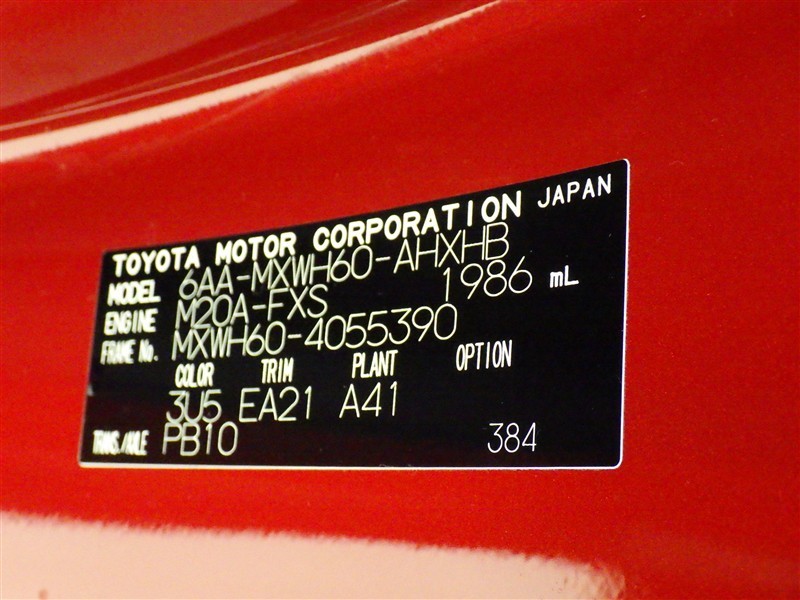 TOYOTA MOTOR CORPORATION JAPAN
MODEL 6AA-MXWH60-AHXHB
ENGINE M20A-FXS 1986 mL
FRAME No. MXWH60-4055390
COLOR TRIM PLANT OPTION
3U5 EA21 A41
TRANS./AXLE PB10 384